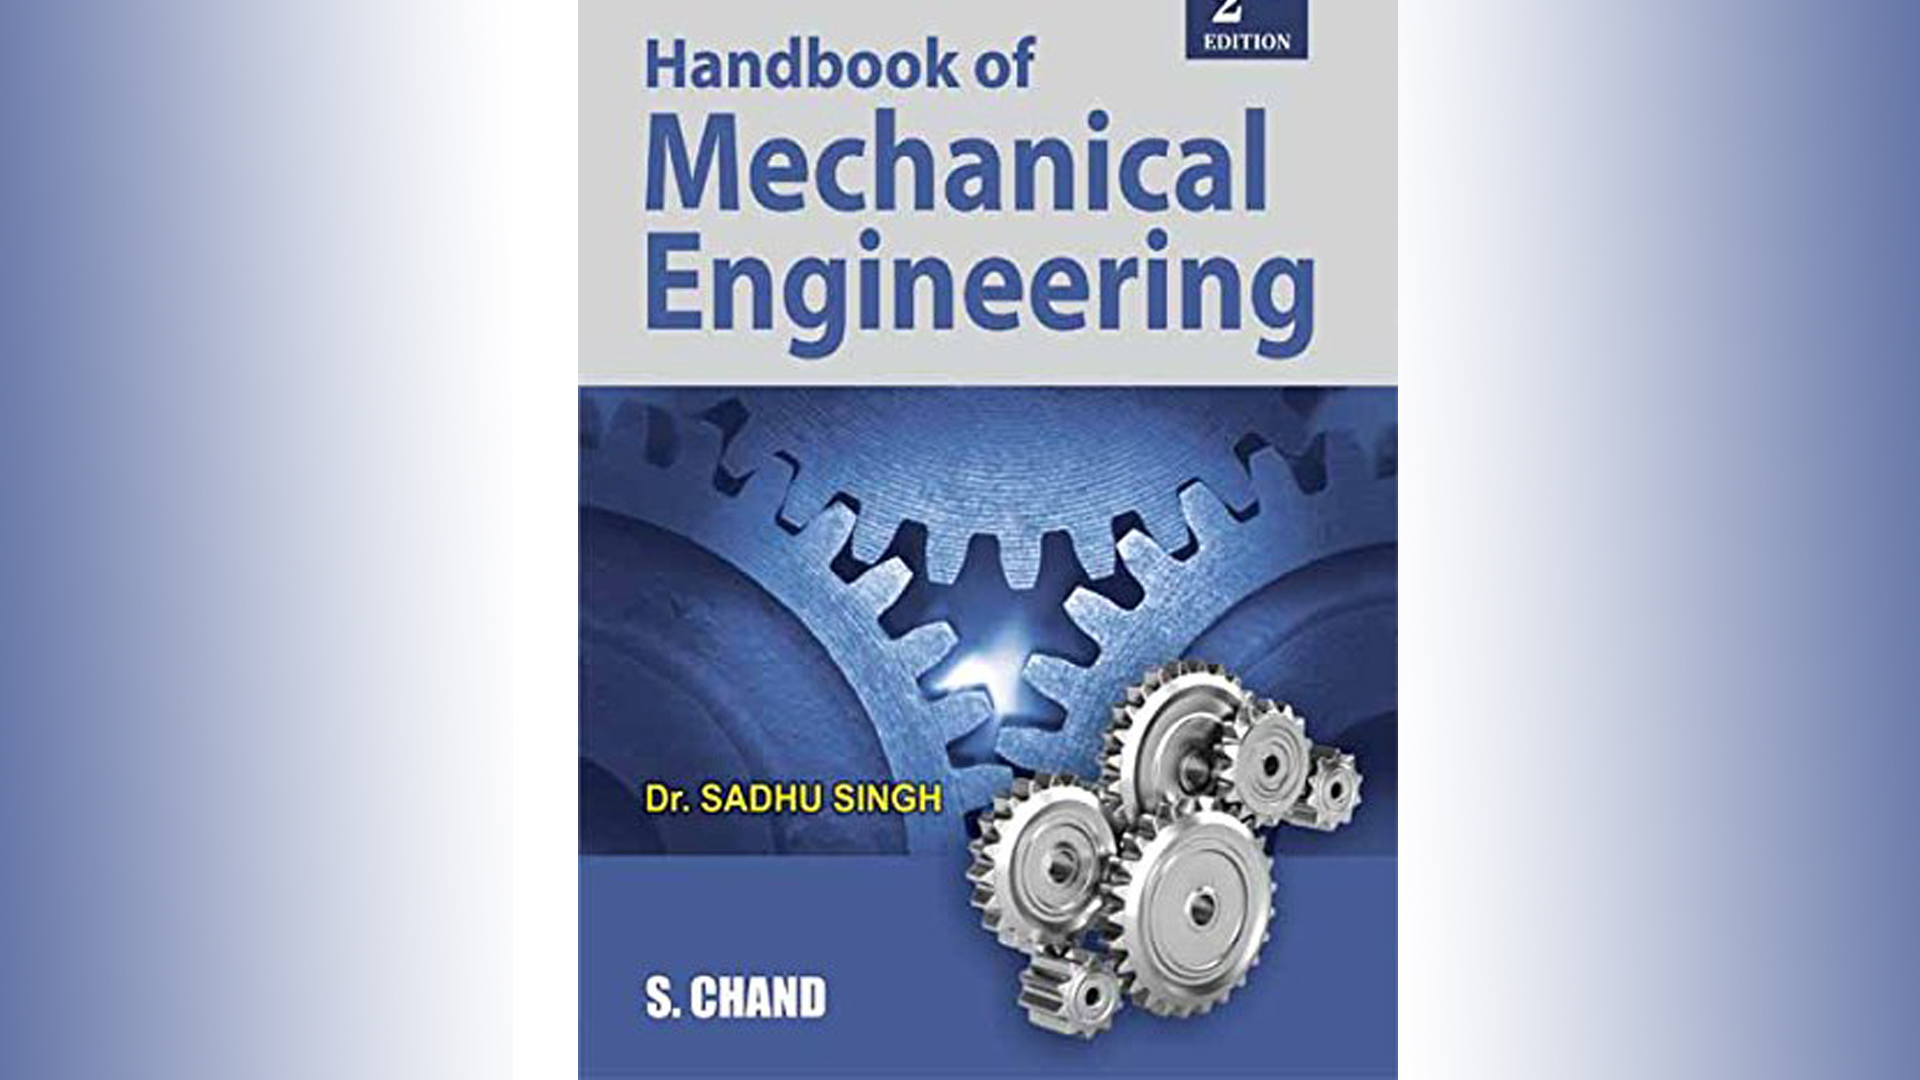 2
EDITION
Handbook of
Mechanical
Engineering
Dr. SADHU SINGH
S. CHAND